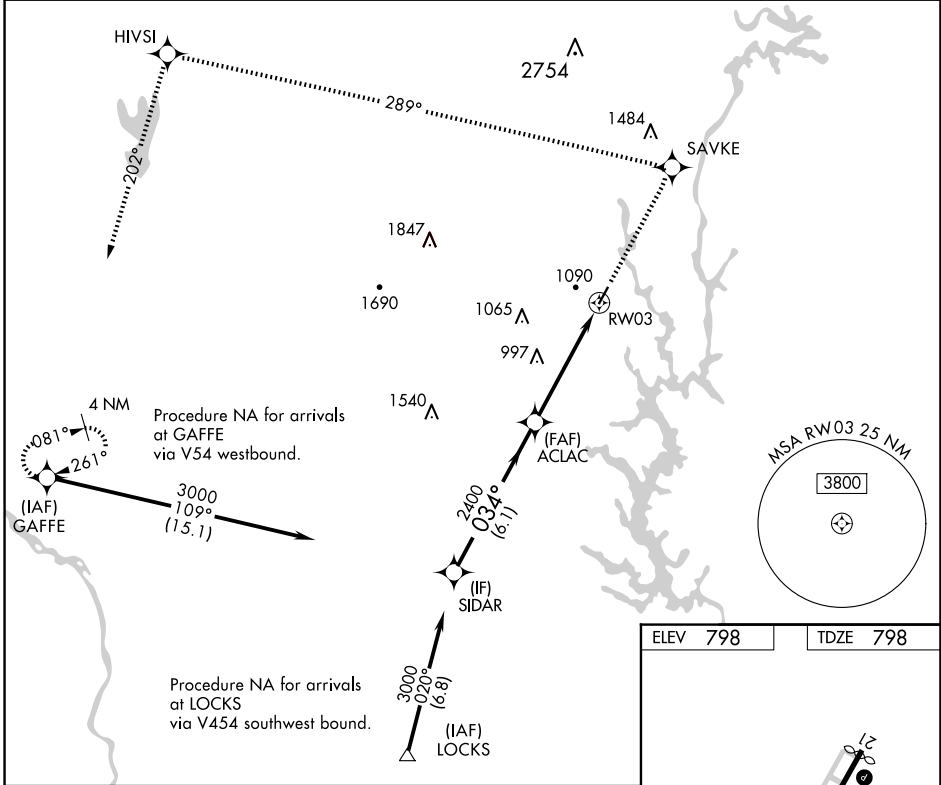 HIVSI
2754
289°
1484
SAVKE
202°
1847
1690
1090
1065
RW03
997
1540
4 NM
081°
261°
Procedure NA for arrivals
at GAFFE
via V54 westbound.
(FAF)
ACLAC
MSA RW03 25 NM
3800
(IAF)
GAFFE
3000
109°
(15.1)
2400
034°
(6.1)
(IF)
SIDAR
ELEV 798
TDZE 798
Procedure NA for arrivals
at LOCKS
via V454 southwest bound.
3000
020°
(6.8)
(IAF)
LOCKS
21
P